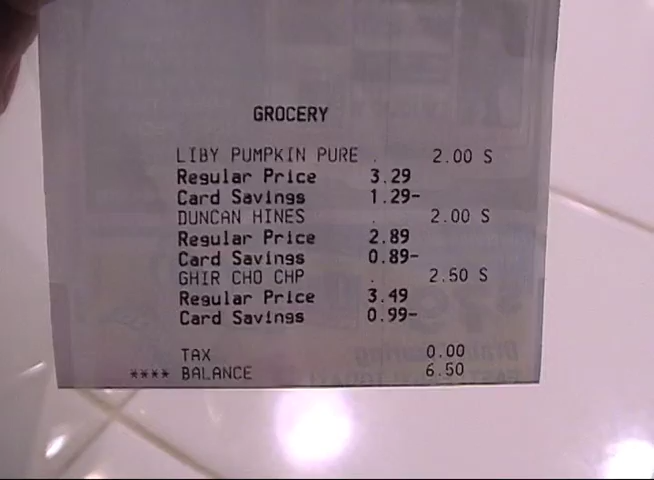 GROCERY
LIBY PUMPKIN PURE . 2.00 S
Regular Price 3.29
Card Savings 1.29-
DUNCAN HINES . 2.00 S
Regular Price 2.89
Card Savings 0.89-
GHIR CHO CHP . 2.50 S
Regular Price 3.49
Card Savings 0.99-
TAX 0.00
**** BALANCE 6.50